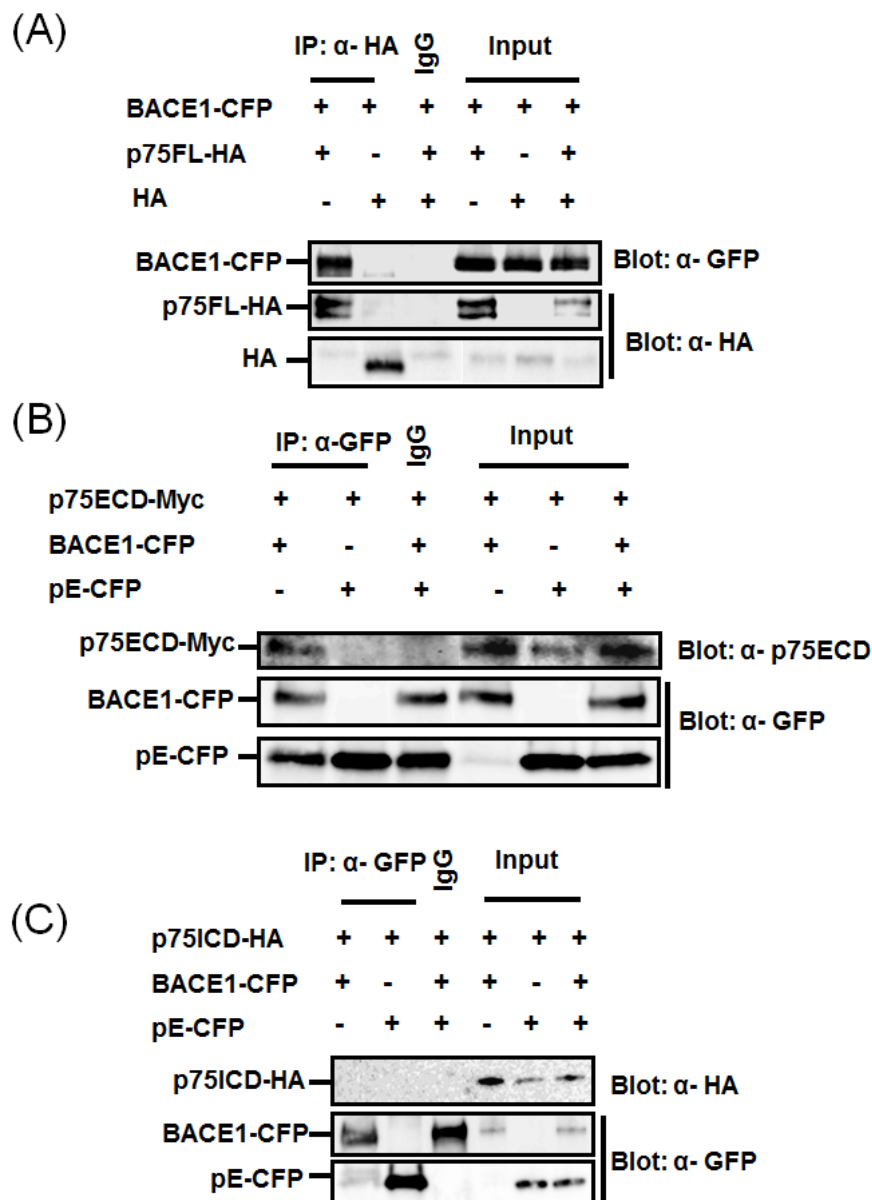 (A)
IP: α- HA IgG Input
BACE1-CFP + + + + + +
p75FL-HA + - + + - +
HA - + + - + +
BACE1-CFP Blot: α- GFP
p75FL-HA
HA Blot: α- HA
(B)
IP: α-GFP IgG Input
p75ECD-Myc + + + + + +
BACE1-CFP + - + + - +
pE-CFP - + + - + +
p75ECD-Myc Blot: α- p75ECD
BACE1-CFP
pE-CFP Blot: α- GFP
(C)
IP: α- GFP IgG Input
p75ICD-HA + + + + + +
BACE1-CFP + - + + - +
pE-CFP - + + - + +
p75ICD-HA Blot: α- HA
BACE1-CFP
pE-CFP Blot: α- GFP